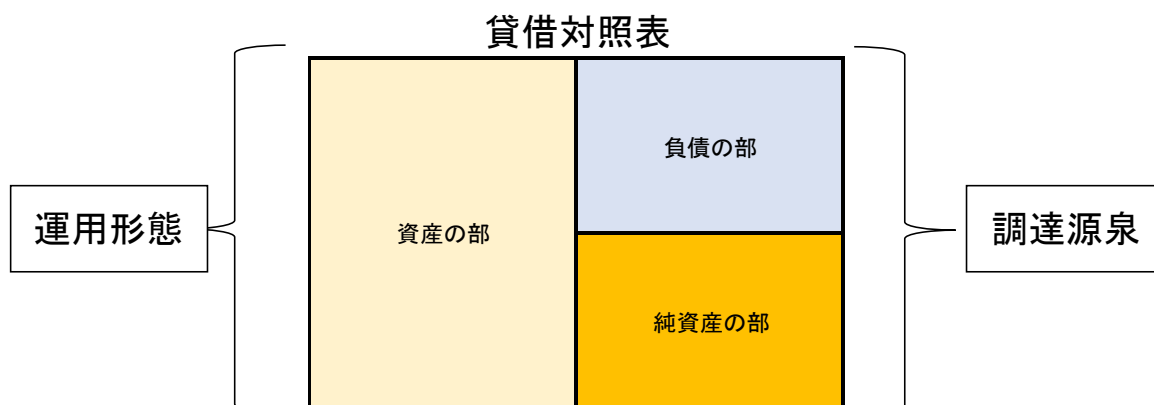 貸借対照表
運用形態
資産の部
負債の部
純資産の部
調達源泉